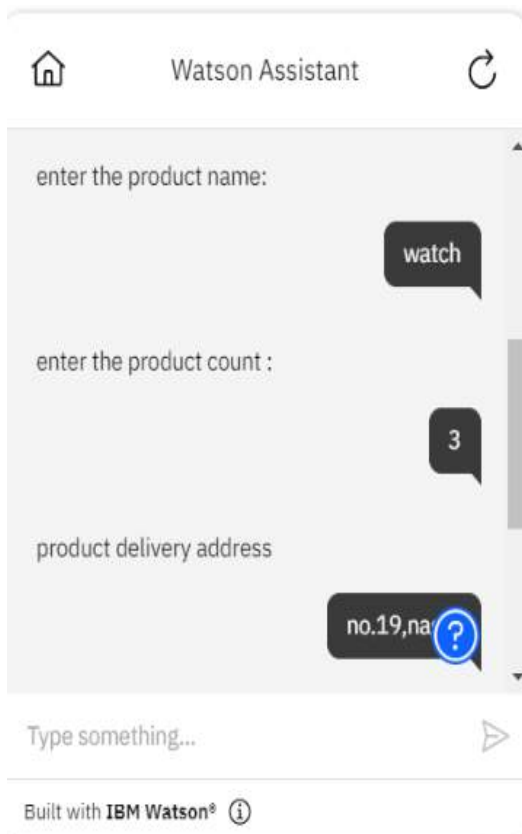 Watson Assistant
enter the product name:
watch
enter the product count :
3
product delivery address
no.19,na
?
Type something...
Built with IBM Watson® ⓘ